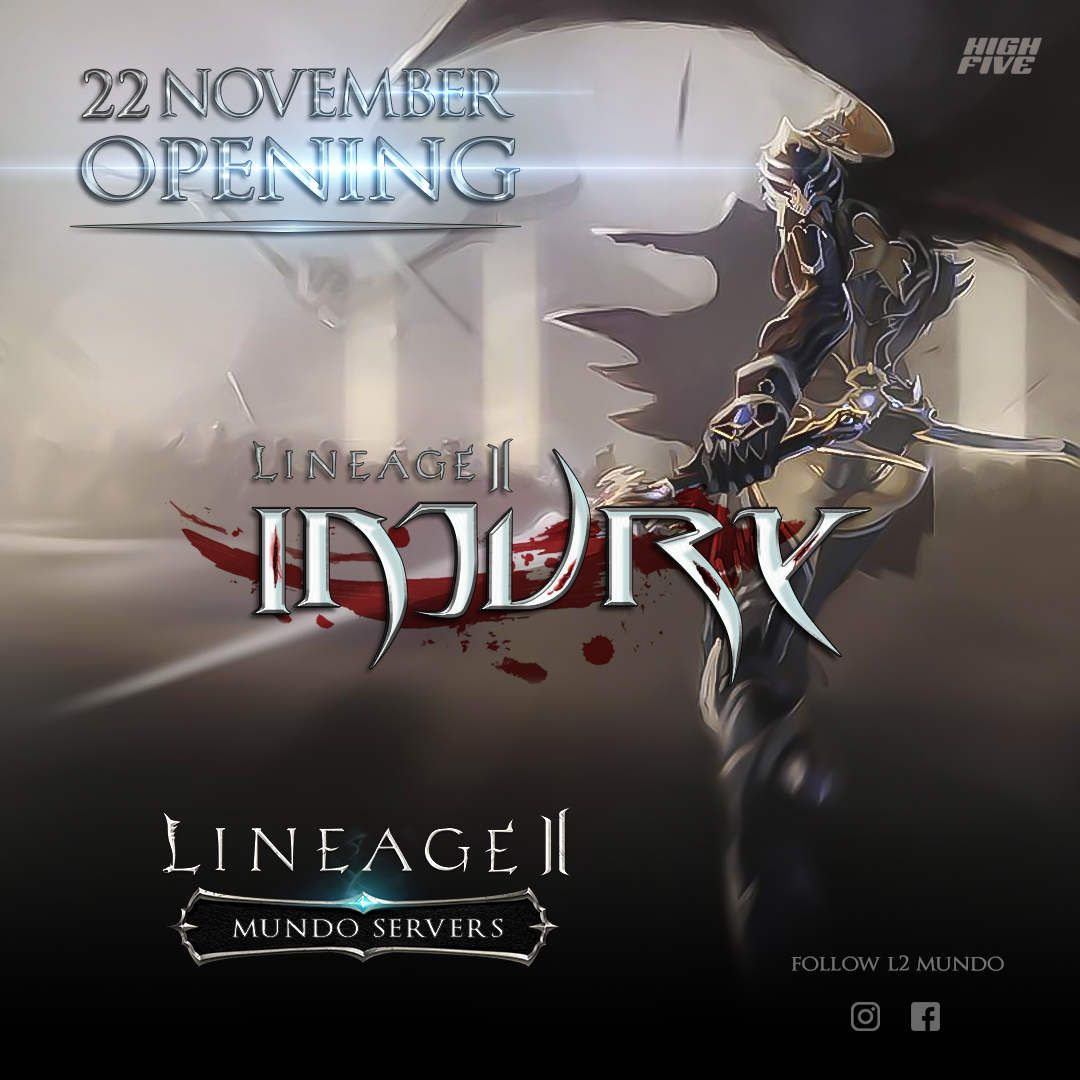 HIGH
FIVE
22 NOVEMBER
OPENING
LINEAGE II
INJURY
LINEAGE II
MUNDO SERVERS
FOLLOW L2 MUNDO